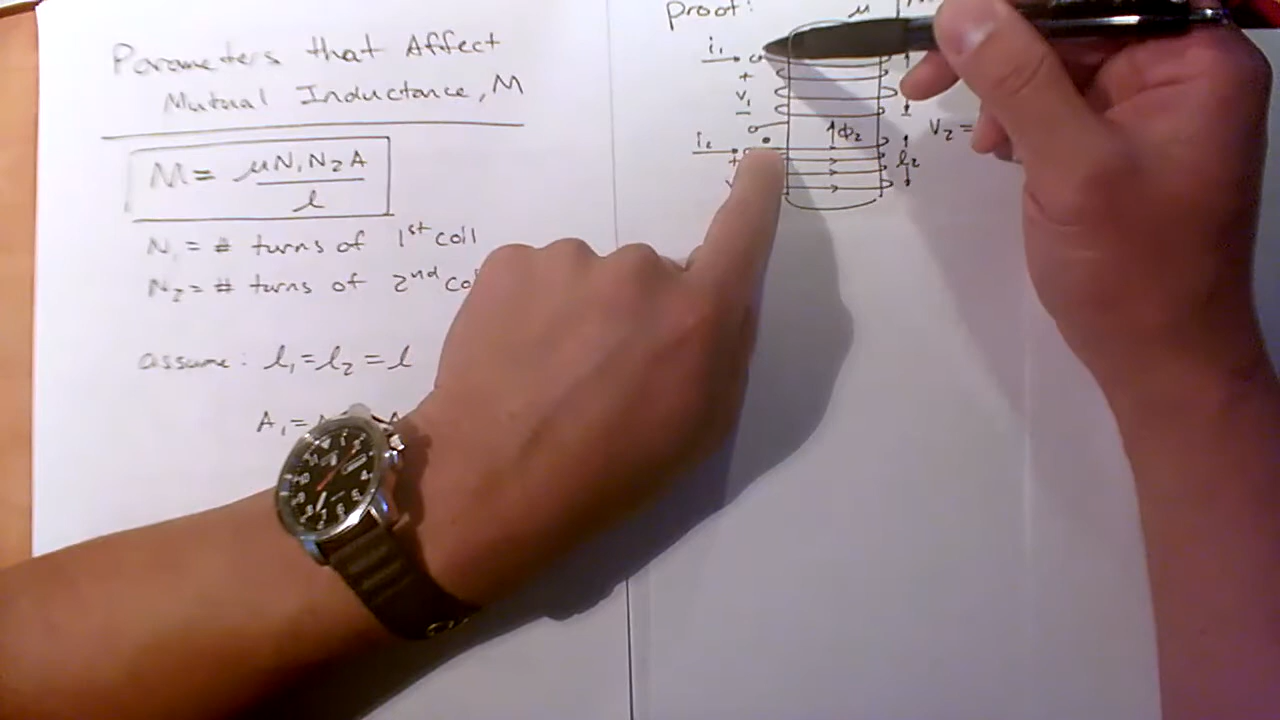 Parameters that Affect
Mutual Inductance, M
M = μN₁N₂A / l
N₁ = # turns of 1st coil
N₂ = # turns of 2nd
assume: l₁ = l₂ = l
A₁ =
proof:
μ
i₁
+
V₁
−
ϕ₂
i₂
+
l₂
V₂ =